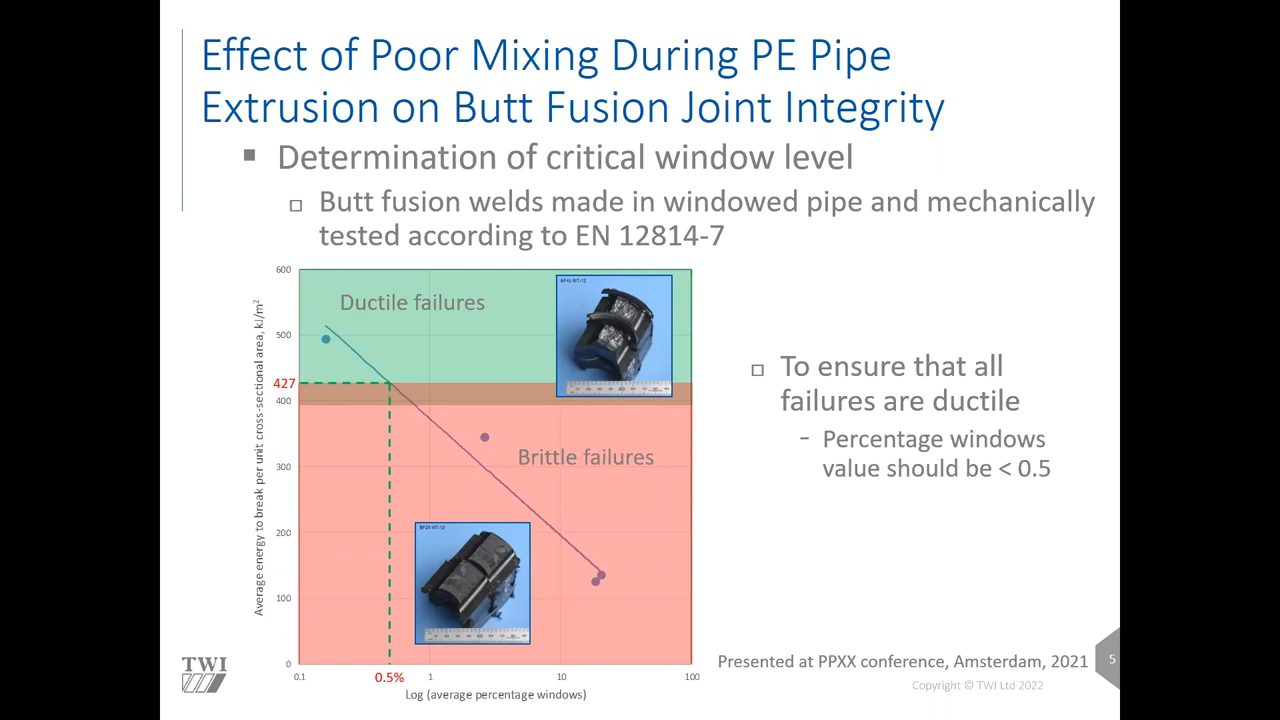 Effect of Poor Mixing During PE Pipe
Extrusion on Butt Fusion Joint Integrity
■ Determination of critical window level
□ Butt fusion welds made in windowed pipe and mechanically
tested according to EN 12814-7
Average energy to break per unit cross-sectional area, kJ/m²
600
500
427
400
300
200
100
0
Ductile failures
Brittle failures
0.1
0.5%
1
10
100
Log (average percentage windows)
□ To ensure that all
failures are ductile
- Percentage windows
value should be < 0.5
TWI
Presented at PPXX conference, Amsterdam, 2021
5
Copyright © TWI Ltd 2022